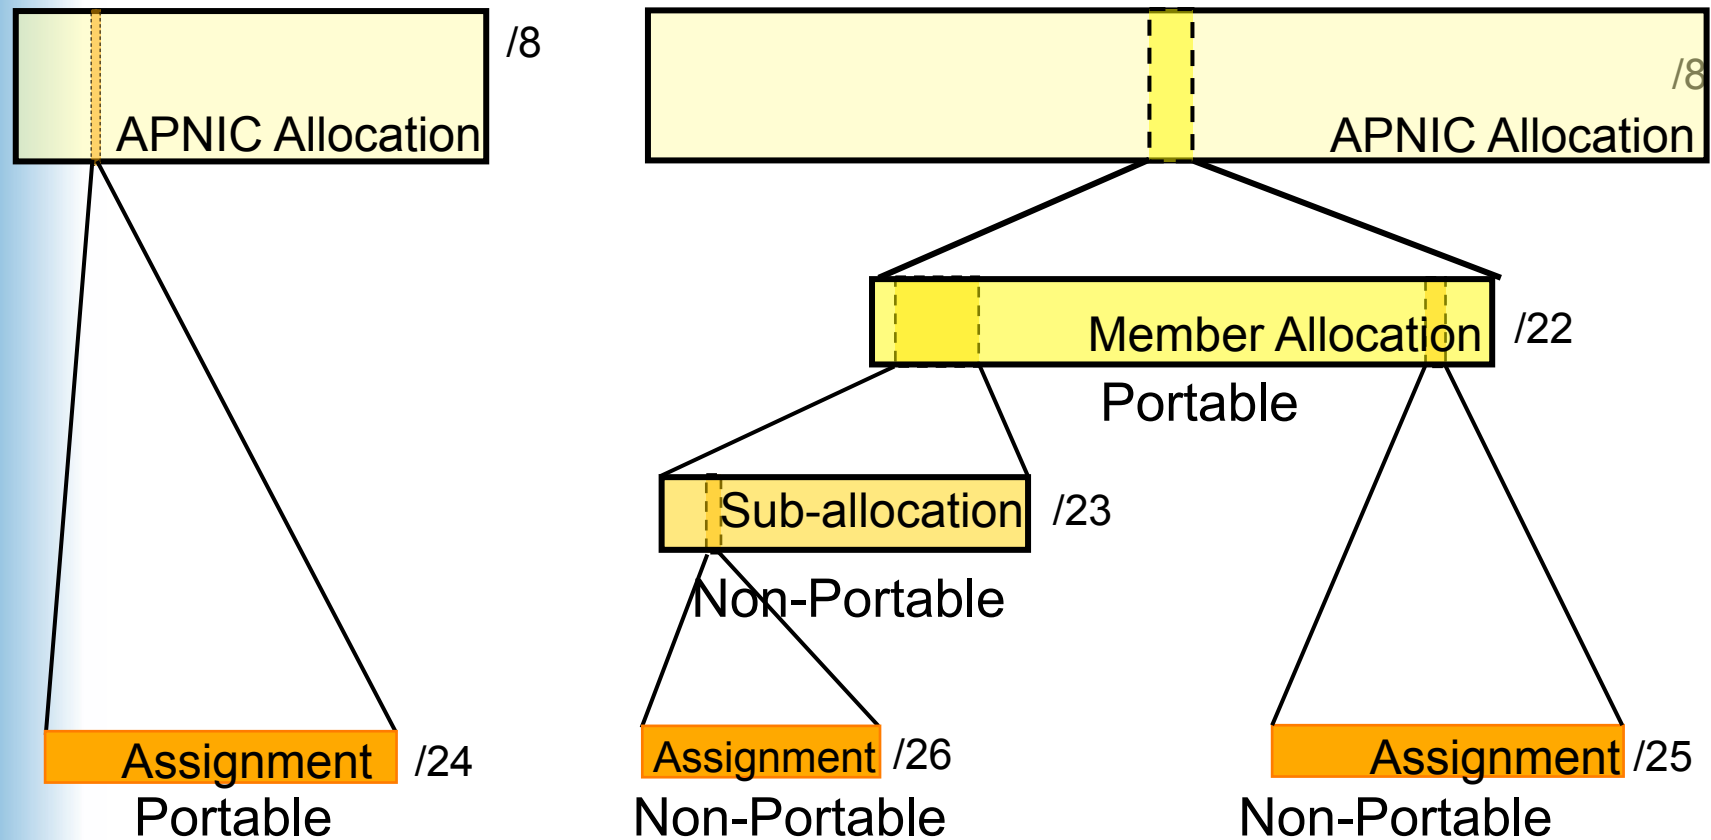 /8
APNIC Allocation
/8
APNIC Allocation
Member Allocation /22
Portable
Sub-allocation /23
Non-Portable
Assignment /24
Portable
Assignment /26
Non-Portable
Assignment /25
Non-Portable